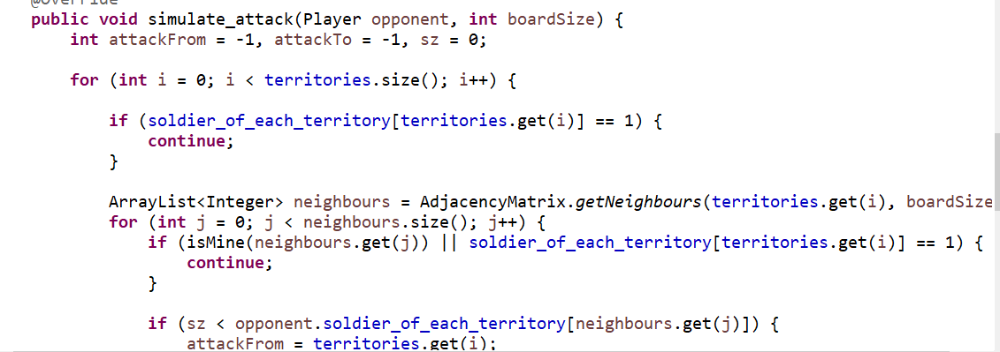 @Override
public void simulate_attack(Player opponent, int boardSize) {
int attackFrom = -1, attackTo = -1, sz = 0;
for (int i = 0; i < territories.size(); i++) {
if (soldier_of_each_territory[territories.get(i)] == 1) {
continue;
}
ArrayList<Integer> neighbours = AdjacencyMatrix.getNeighbours(territories.get(i), boardSize
for (int j = 0; j < neighbours.size(); j++) {
if (isMine(neighbours.get(j)) || soldier_of_each_territory[territories.get(i)] == 1) {
continue;
}
if (sz < opponent.soldier_of_each_territory[neighbours.get(j)]) {
attackFrom = territories.get(i);